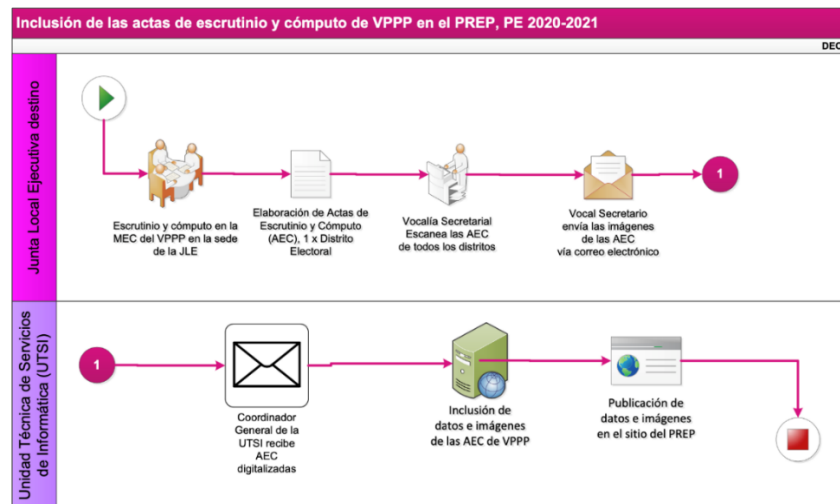 Inclusión de las actas de escrutinio y cómputo de VPPP en el PREP, PE 2020-2021
DEC
Junta Local Ejecutiva destino
Escrutinio y cómputo en la
MEC del VPPP en la sede
de la JLE
Elaboración de Actas de
Escrutinio y Cómputo
(AEC), 1 x Distrito
Electoral
Vocalía Secretarial
Escanea las AEC
de todos los distritos
Vocal Secretario
envía las imágenes
de las AEC
vía correo electrónico
1
Unidad Técnica de Servicios
de Informática (UTSI)
1
Coordinador
General de la
UTSI recibe
AEC
digitalizadas
Inclusión de
datos e imágenes
de las AEC de VPPP
Publicación de
datos e imágenes
en el sitio del PREP